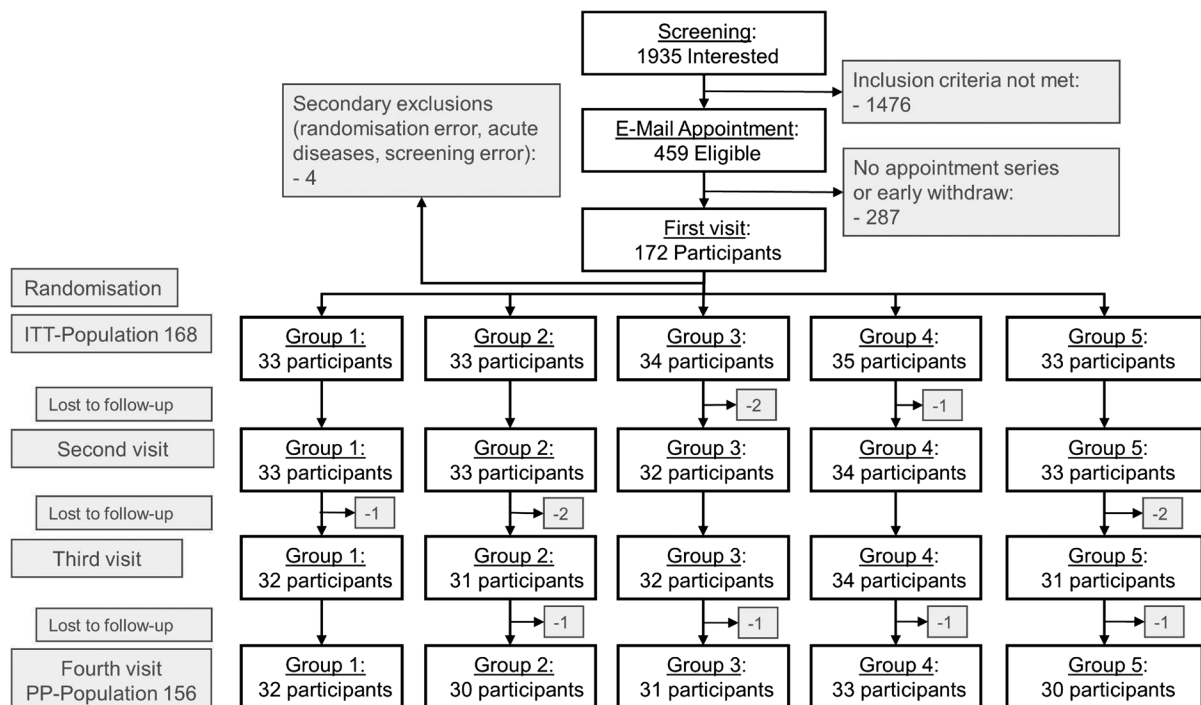 Screening:
1935 Interested
Inclusion criteria not met:
- 1476
Secondary exclusions
(randomisation error, acute
diseases, screening error):
- 4
E-Mail Appointment:
459 Eligible
No appointment series
or early withdraw:
- 287
First visit:
172 Participants
Randomisation
ITT-Population 168
Group 1:
33 participants
Group 2:
33 participants
Group 3:
34 participants
Group 4:
35 participants
Group 5:
33 participants
Lost to follow-up
-2
-1
Second visit
Group 1:
33 participants
Group 2:
33 participants
Group 3:
32 participants
Group 4:
34 participants
Group 5:
33 participants
Lost to follow-up
-1
-2
-2
Third visit
Group 1:
32 participants
Group 2:
31 participants
Group 3:
32 participants
Group 4:
34 participants
Group 5:
31 participants
Lost to follow-up
-1
-1
-1
-1
Fourth visit
PP-Population 156
Group 1:
32 participants
Group 2:
30 participants
Group 3:
31 participants
Group 4:
33 participants
Group 5:
30 participants